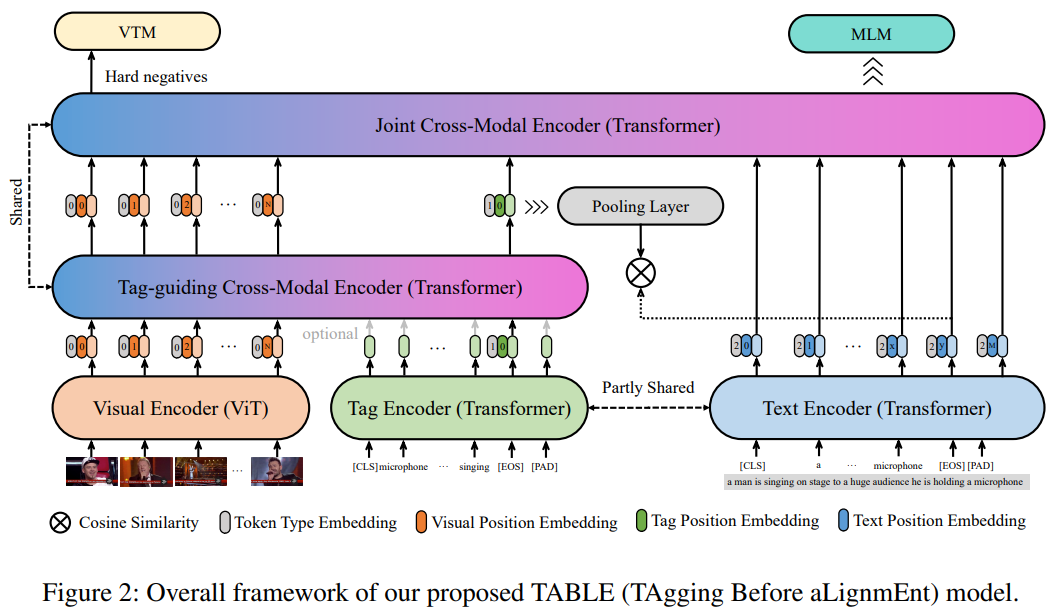 VTM
MLM
Hard negatives
Joint Cross-Modal Encoder (Transformer)
Shared
0 0 0 1 0 2 ··· 0 N 1 0
Pooling Layer
Tag-guiding Cross-Modal Encoder (Transformer)
optional
0 0 0 1 0 2 ··· 0 N ··· 1 0 2 0 2 1 ··· 2 x 2 y 2 M
Partly Shared
Visual Encoder (ViT)
Tag Encoder (Transformer)
Text Encoder (Transformer)
···
[CLS] microphone ··· singing [EOS] [PAD]
[CLS] a ··· microphone [EOS] [PAD]
a man is singing on stage to a huge audience he is holding a microphone
Cosine Similarity
Token Type Embedding
Visual Position Embedding
Tag Position Embedding
Text Position Embedding
Figure 2: Overall framework of our proposed TABLE (TAgging Before aLignmEnt) model.